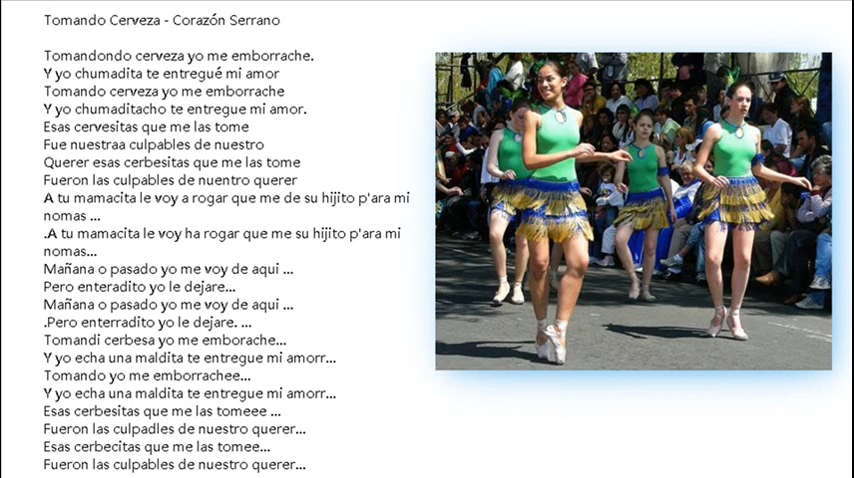 Tomando Cerveza - Corazón Serrano
Tomandondo cerveza yo me emborrache.
Y yo chumadita te entregué mi amor
Tomando cerveza yo me emborrache
Y yo chumaditacho te entregue mi amor.
Esas cervesitas que me las tome
Fue nuestraa culpables de nuestro
Querer esas cerbesitas que me las tome
Fueron las culpables de nuentro querer
A tu mamacita le voy a rogar que me de su hijito p'ara mi
nomas ...
.A tu mamacita le voy ha rogar que me su hijito p'ara mi
nomas...
Mañana o pasado yo me voy de aqui ...
Pero enteradito yo le dejare...
Mañana o pasado yo me voy de aqui ...
.Pero enterradito yo le dejare. ...
Tomandi cerbesa yo me emborache...
Y yo echa una maldita te entregue mi amorr...
Tomando yo me emborrachee...
Y yo echa una maldita te entregue mi amorr...
Esas cerbesitas que me las tomeee ...
Fueron las culpadles de nuestro querer...
Esas cerbecitas que me las tomee...
Fueron las culpables de nuestro querer...